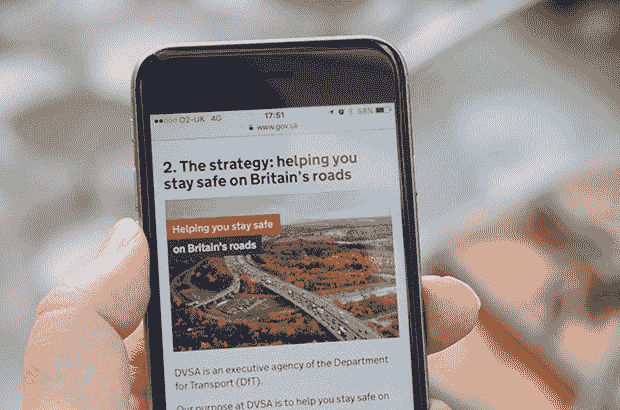 O2-UK 4G 17:51 58%
www.gov.uk
2. The strategy: helping you
stay safe on Britain's roads
Helping you stay safe
on Britain's roads
DVSA is an executive agency of the Department
for Transport (DfT).
Our purpose at DVSA is to help you stay safe on